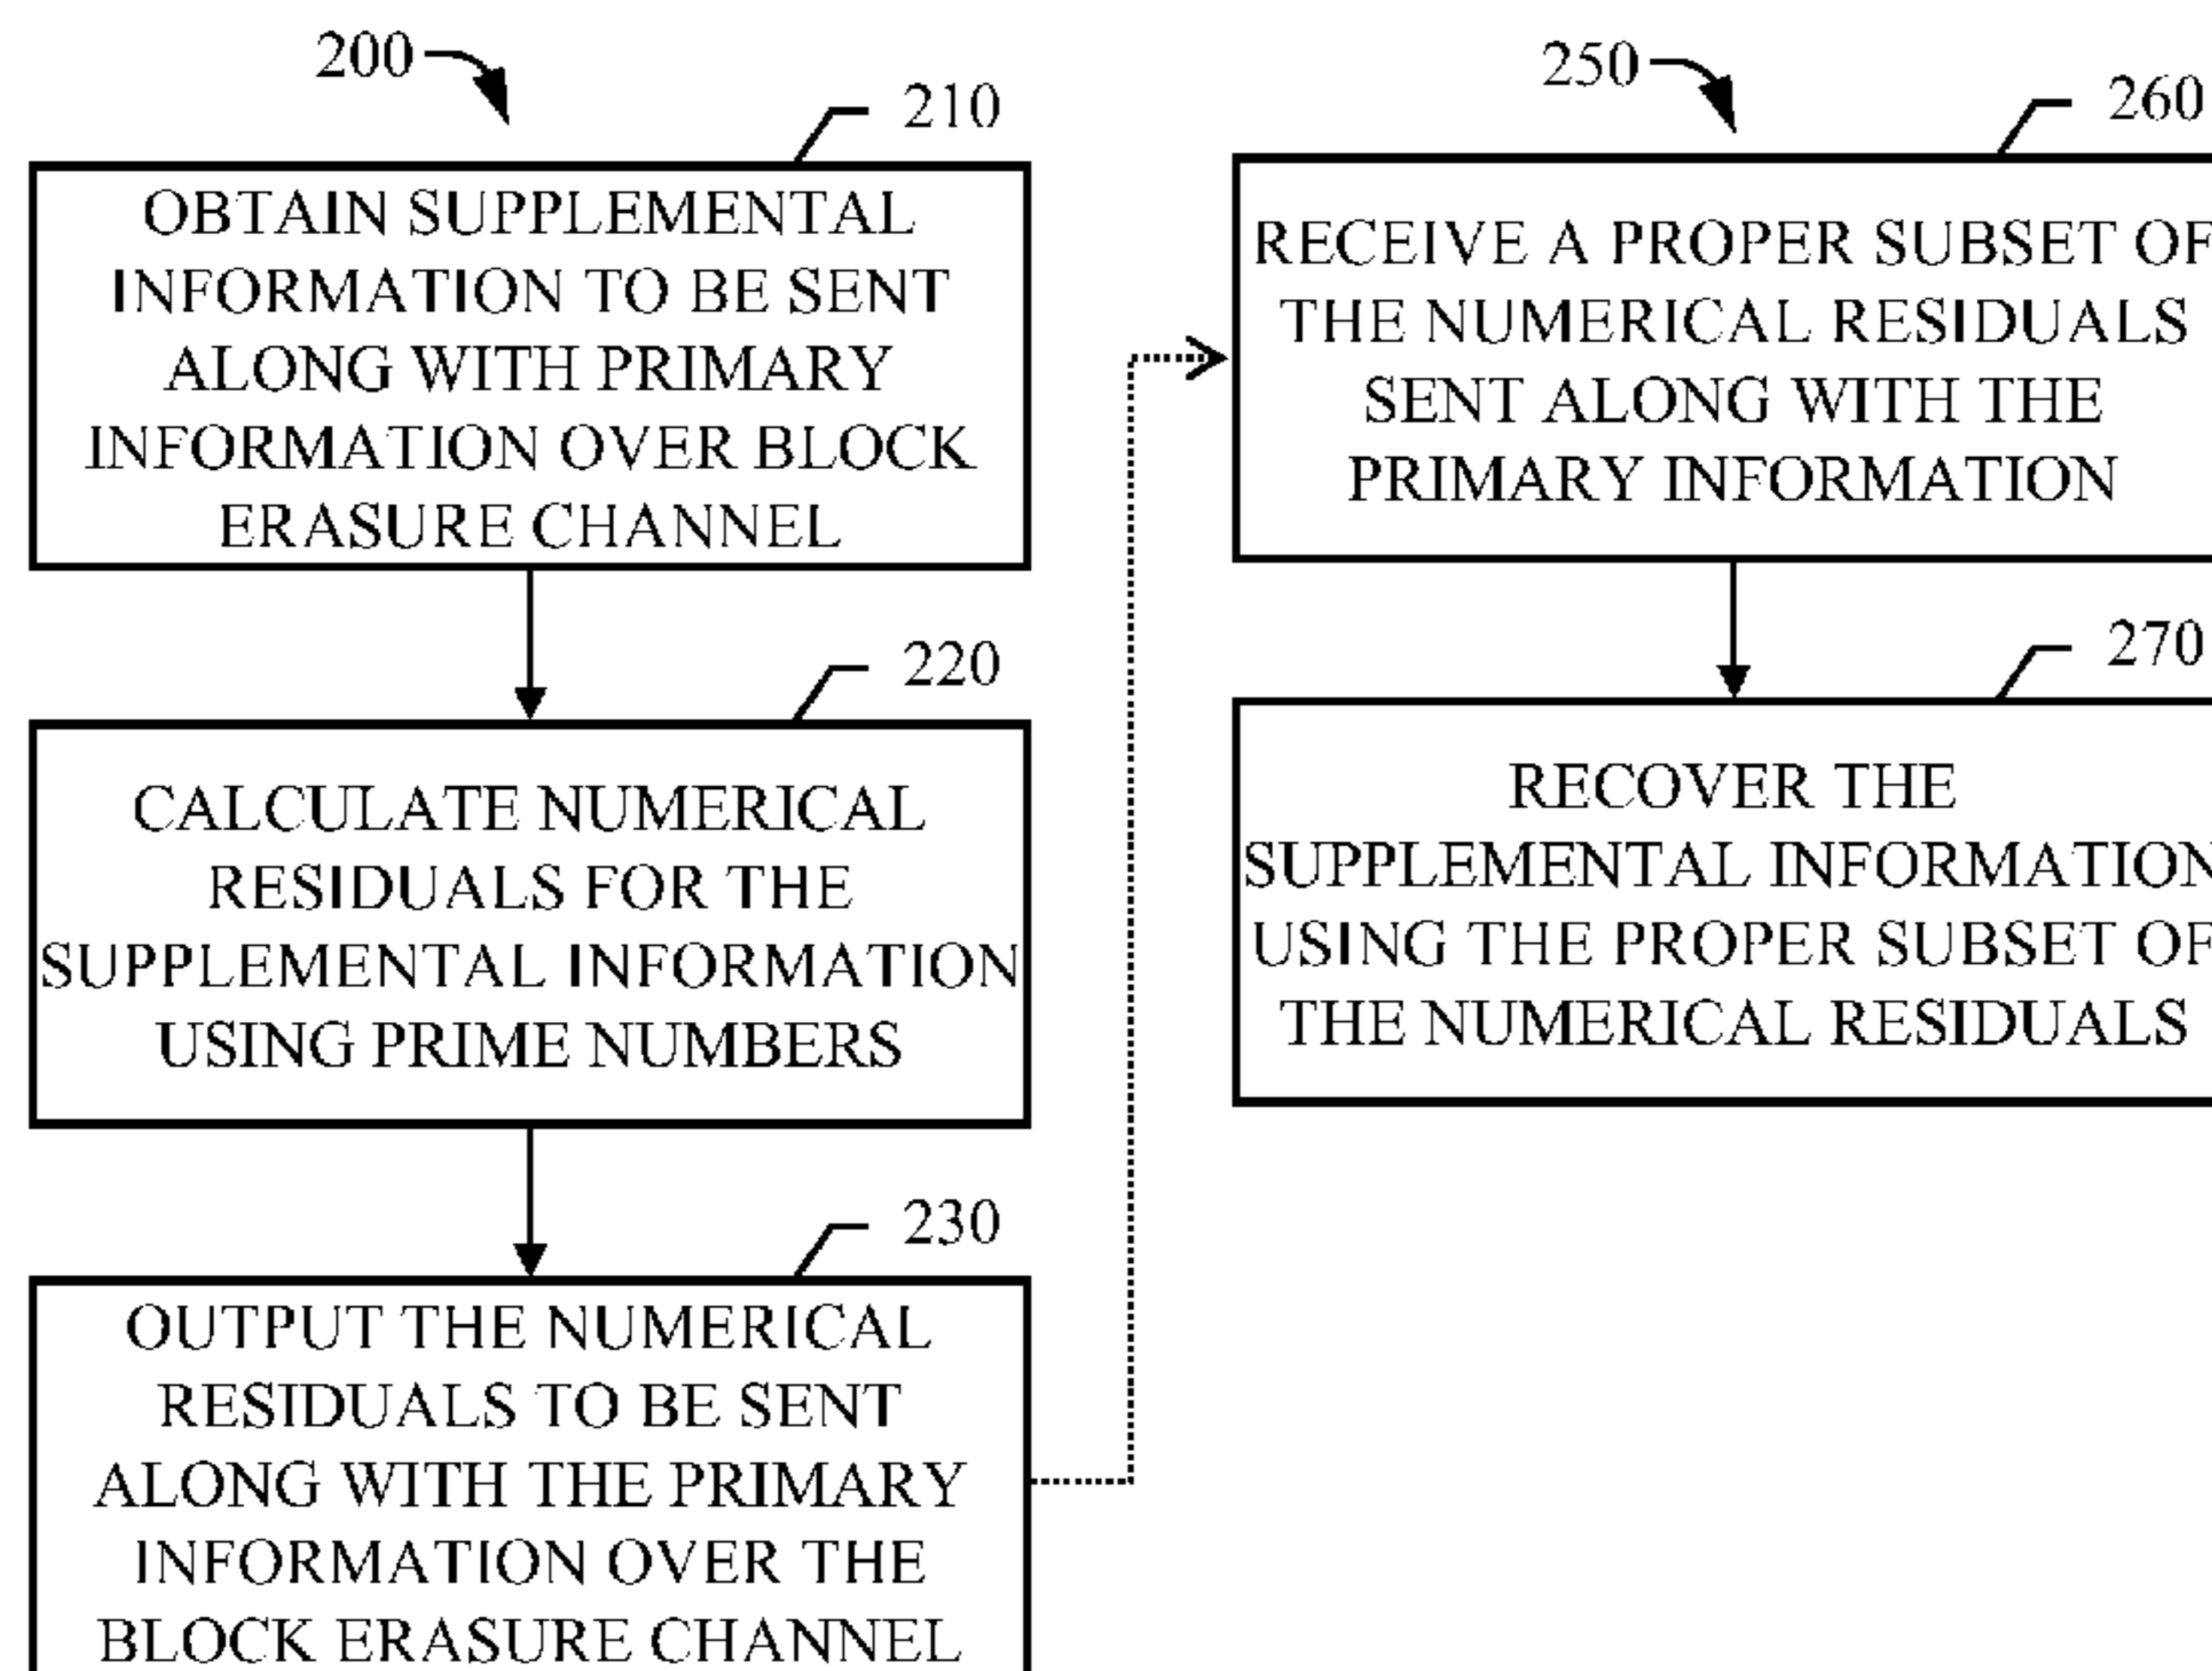 200
210
OBTAIN SUPPLEMENTAL
INFORMATION TO BE SENT
ALONG WITH PRIMARY
INFORMATION OVER BLOCK
ERASURE CHANNEL
220
CALCULATE NUMERICAL
RESIDUALS FOR THE
SUPPLEMENTAL INFORMATION
USING PRIME NUMBERS
230
OUTPUT THE NUMERICAL
RESIDUALS TO BE SENT
ALONG WITH THE PRIMARY
INFORMATION OVER THE
BLOCK ERASURE CHANNEL
250
260
RECEIVE A PROPER SUBSET OF
THE NUMERICAL RESIDUALS
SENT ALONG WITH THE
PRIMARY INFORMATION
270
RECOVER THE
SUPPLEMENTAL INFORMATION
USING THE PROPER SUBSET OF
THE NUMERICAL RESIDUALS